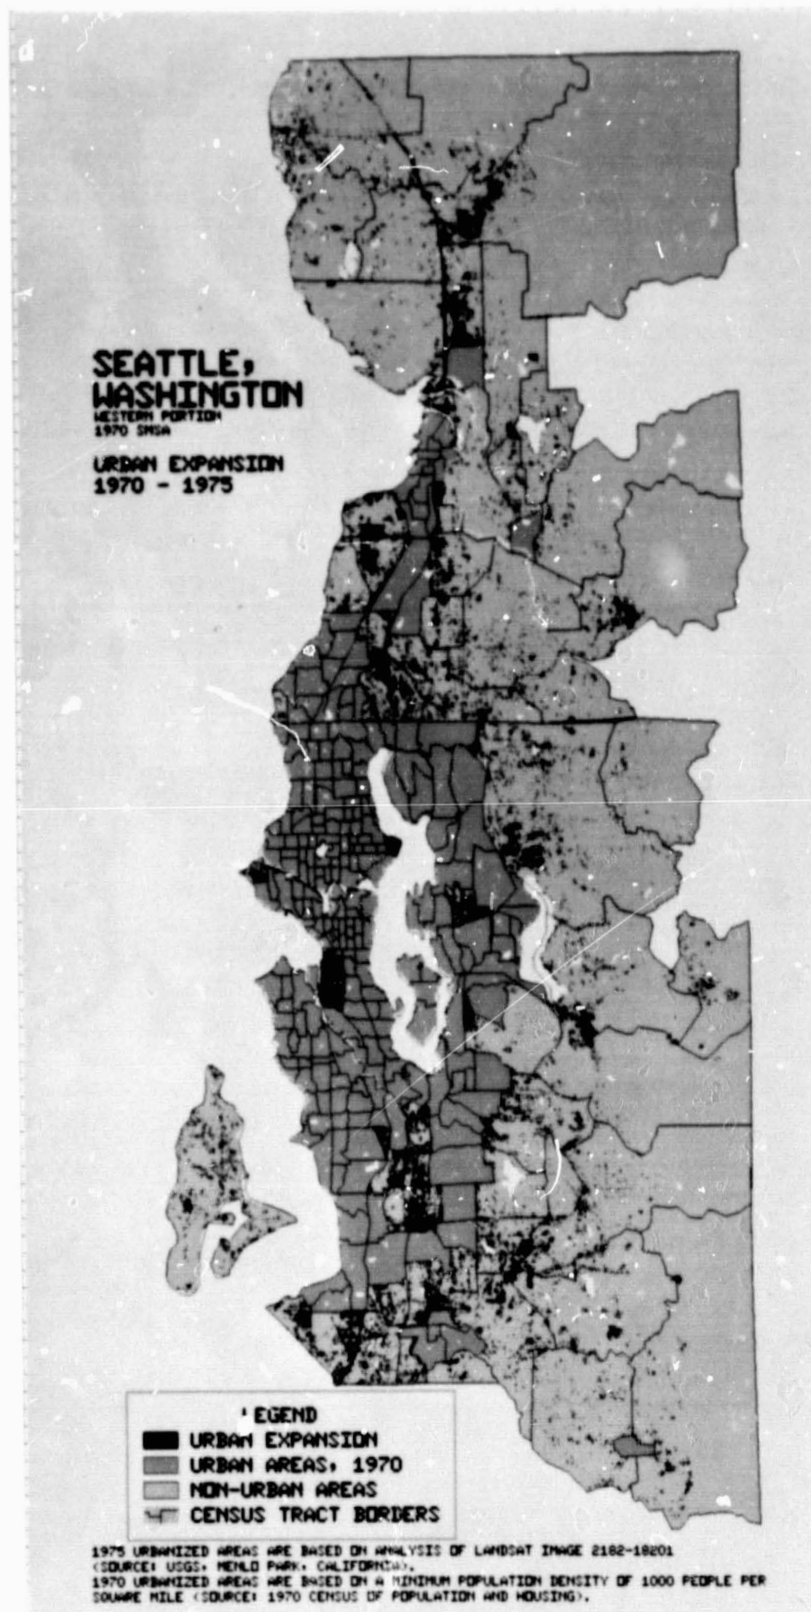 SEATTLE,
WASHINGTON
WESTERN PORTION
1970 SMSA
URBAN EXPANSION
1970 - 1975
'EGEND
URBAN EXPANSION
URBAN AREAS, 1970
NON-URBAN AREAS
CENSUS TRACT BORDERS
1975 URBANIZED AREAS ARE BASED ON ANALYSIS OF LANDSAT IMAGE 2182-18201
(SOURCE: USGS, MENLO PARK, CALIFORNIA).
1970 URBANIZED AREAS ARE BASED ON A MINIMUM POPULATION DENSITY OF 1000 PEOPLE PER
SQUARE MILE (SOURCE: 1970 CENSUS OF POPULATION AND HOUSING).